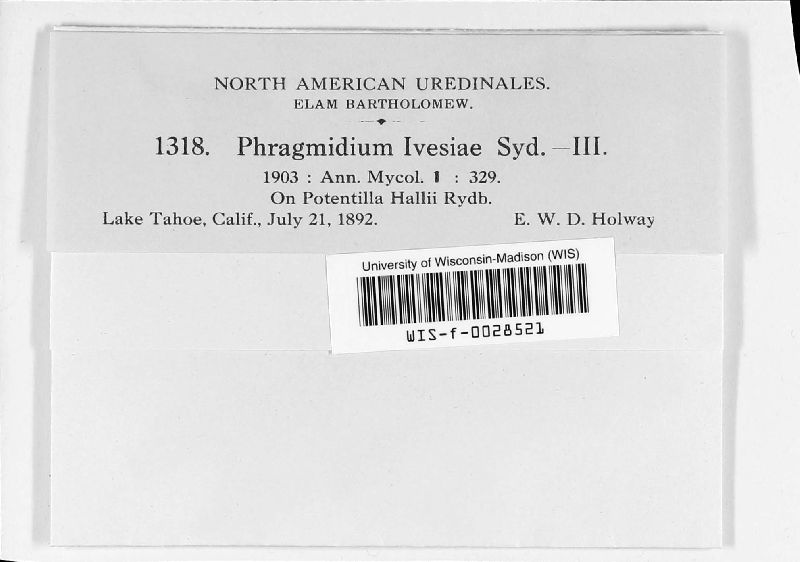 NORTH AMERICAN UREDINALES.
ELAM BARTHOLOMEW.
1318. Phragmidium Ivesiae Syd.—III.
1903 : Ann. Mycol. 1 : 329.
On Potentilla Hallii Rydb.
Lake Tahoe, Calif., July 21, 1892. E. W. D. Holway
University of Wisconsin-Madison (WIS)
WIS-f-0028521